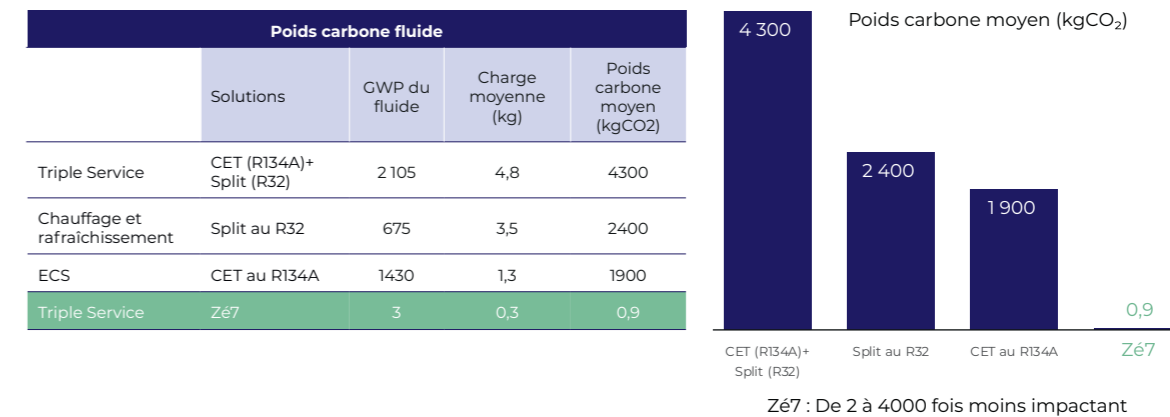 Poids carbone fluide
Solutions
GWP du
fluide
Charge
moyenne
(kg)
Poids
carbone
moyen
(kgCO2)
Triple Service
CET (R134A)+
Split (R32)
2 105
4,8
4300
Chauffage et
rafraîchissement
Split au R32
675
3,5
2400
ECS
CET au R134A
1430
1,3
1900
Triple Service
Zé7
3
0,3
0,9
Poids carbone moyen (kgCO₂)
4 300
2 400
1 900
0,9
CET (R134A)+
Split (R32)
Split au R32
CET au R134A
Zé7
Zé7 : De 2 à 4000 fois moins impactant